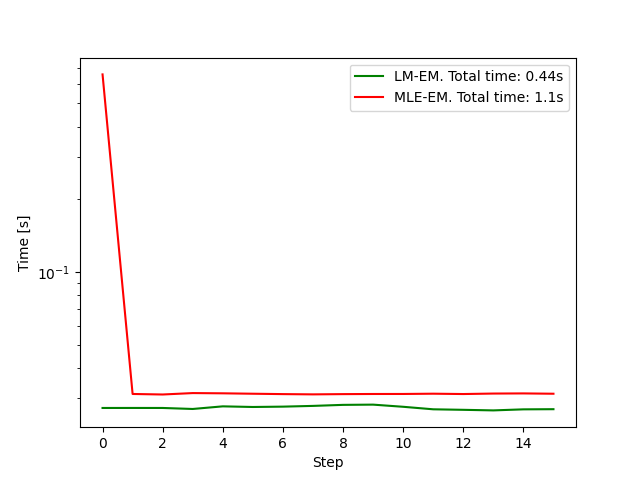 LM-EM. Total time: 0.44s
MLE-EM. Total time: 1.1s
Time [s]
10⁻¹
0 2 4 6 8 10 12 14
Step